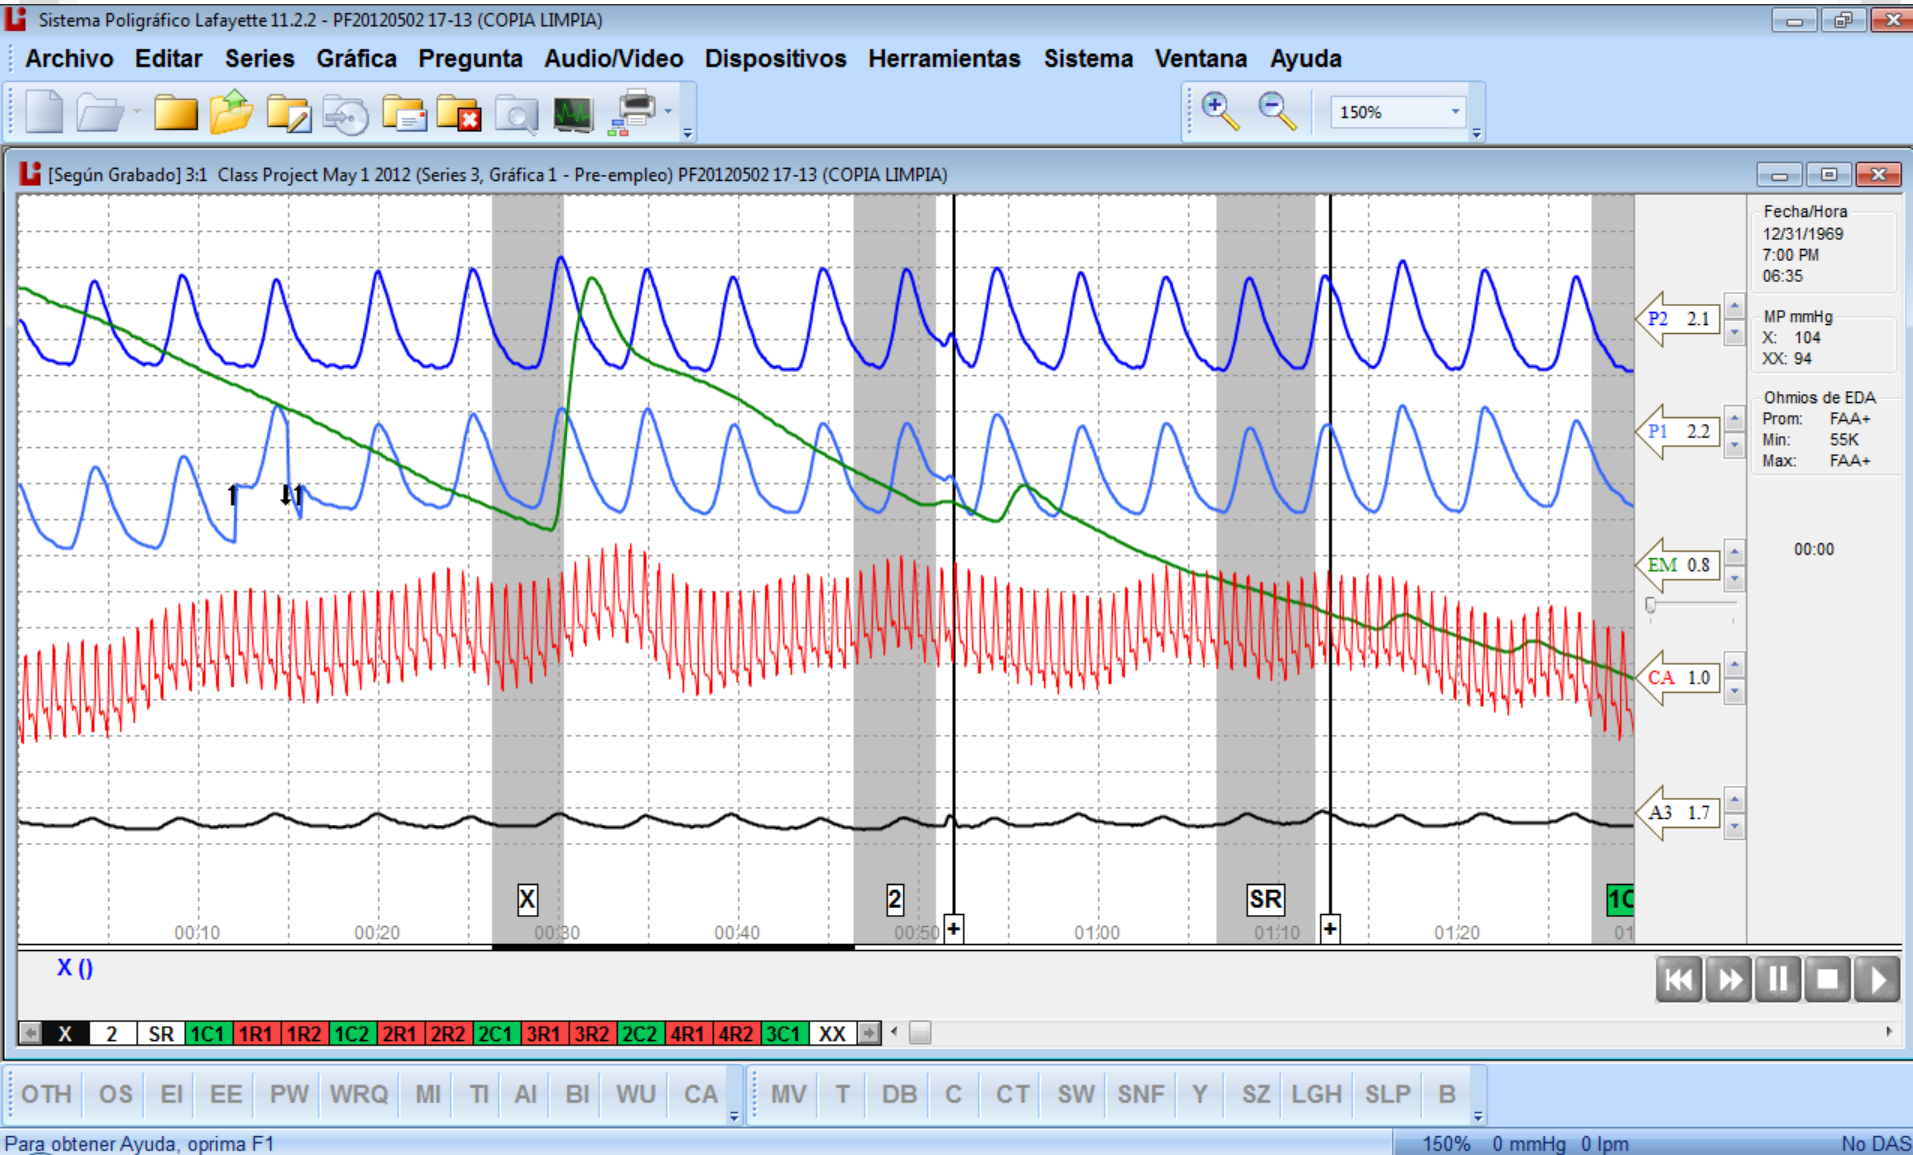 Sistema Poligráfico Lafayette 11.2.2 - PF20120502 17-13 (COPIA LIMPIA)
Archivo Editar Series Gráfica Pregunta Audio/Video Dispositivos Herramientas Sistema Ventana Ayuda
150%
[Según Grabado] 3:1 Class Project May 1 2012 (Series 3, Gráfica 1 - Pre-empleo) PF20120502 17-13 (COPIA LIMPIA)
Fecha/Hora
12/31/1969
7:00 PM
06:35
MP mmHg
X: 104
XX: 94
Ohmios de EDA
Prom: FAA+
Min: 55K
Max: FAA+
00:00
P2 2.1
P1 2.2
EM 0.8
CA 1.0
A3 1.7
X 2 SR 1C
00:10 00:20 00:30 00:40 00:50 + 01:00 01:10 + 01:20 01
X ()
X 2 SR 1C1 1R1 1R2 1C2 2R1 2R2 2C1 3R1 3R2 2C2 4R1 4R2 3C1 XX
OTH OS EI EE PW WRQ MI TI AI BI WU CA MV T DB C CT SW SNF Y SZ LGH SLP B
Para obtener Ayuda, oprima F1 150% 0 mmHg 0 lpm No DAS